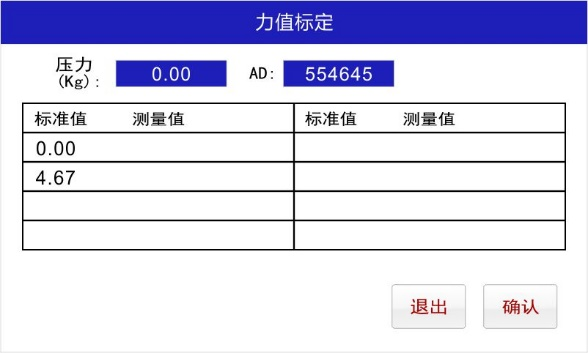 力值标定
压力
(Kg): 0.00 AD: 554645
标准值 测量值 标准值 测量值
0.00
4.67
退出 确认